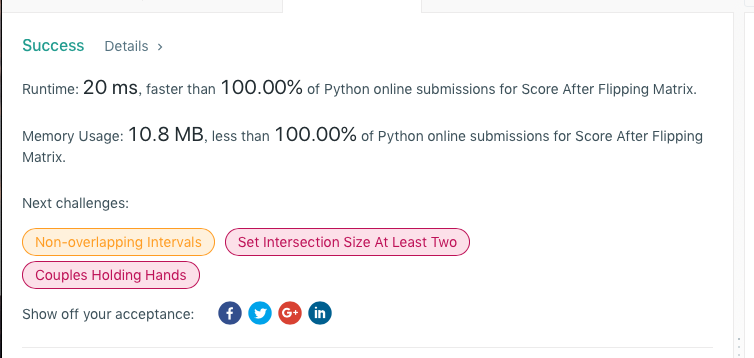 Success Details >
Runtime: 20 ms, faster than 100.00% of Python online submissions for Score After Flipping Matrix.
Memory Usage: 10.8 MB, less than 100.00% of Python online submissions for Score After Flipping
Matrix.
Next challenges:
Non-overlapping Intervals Set Intersection Size At Least Two
Couples Holding Hands
Show off your acceptance: f G+ in